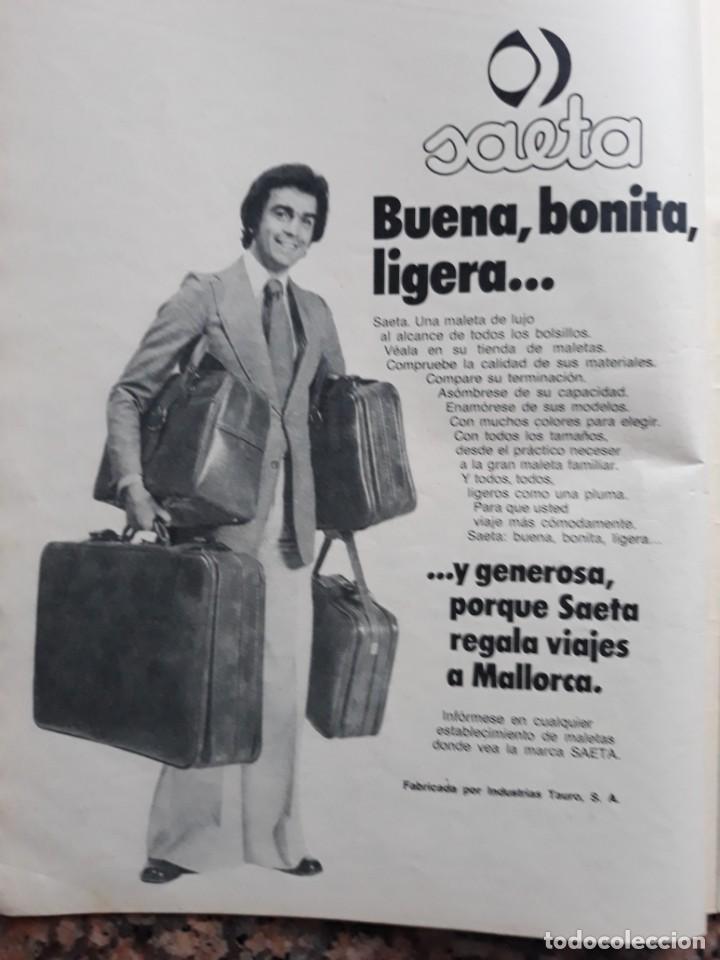 saeta
Buena, bonita,
ligera...
Saeta. Una maleta de lujo
al alcance de todos los bolsillos.
Véala en su tienda de maletas.
Compruebe la calidad de sus materiales.
Compare su terminación.
Asómbrese de su capacidad.
Enamórese de sus modelos.
Con muchos colores para elegir.
Con todos los tamaños,
desde el práctico neceser
a la gran maleta familiar.
Y todos, todos,
ligeros como una pluma.
Para que usted
viaje más cómodamente.
Saeta: buena, bonita, ligera...
...y generosa,
porque Saeta
regala viajes
a Mallorca.
Infórmese en cualquier
establecimiento de maletas
donde vea la marca SAETA.
Fabricada por Industrias Tauro, S. A.
todocoleccion.net